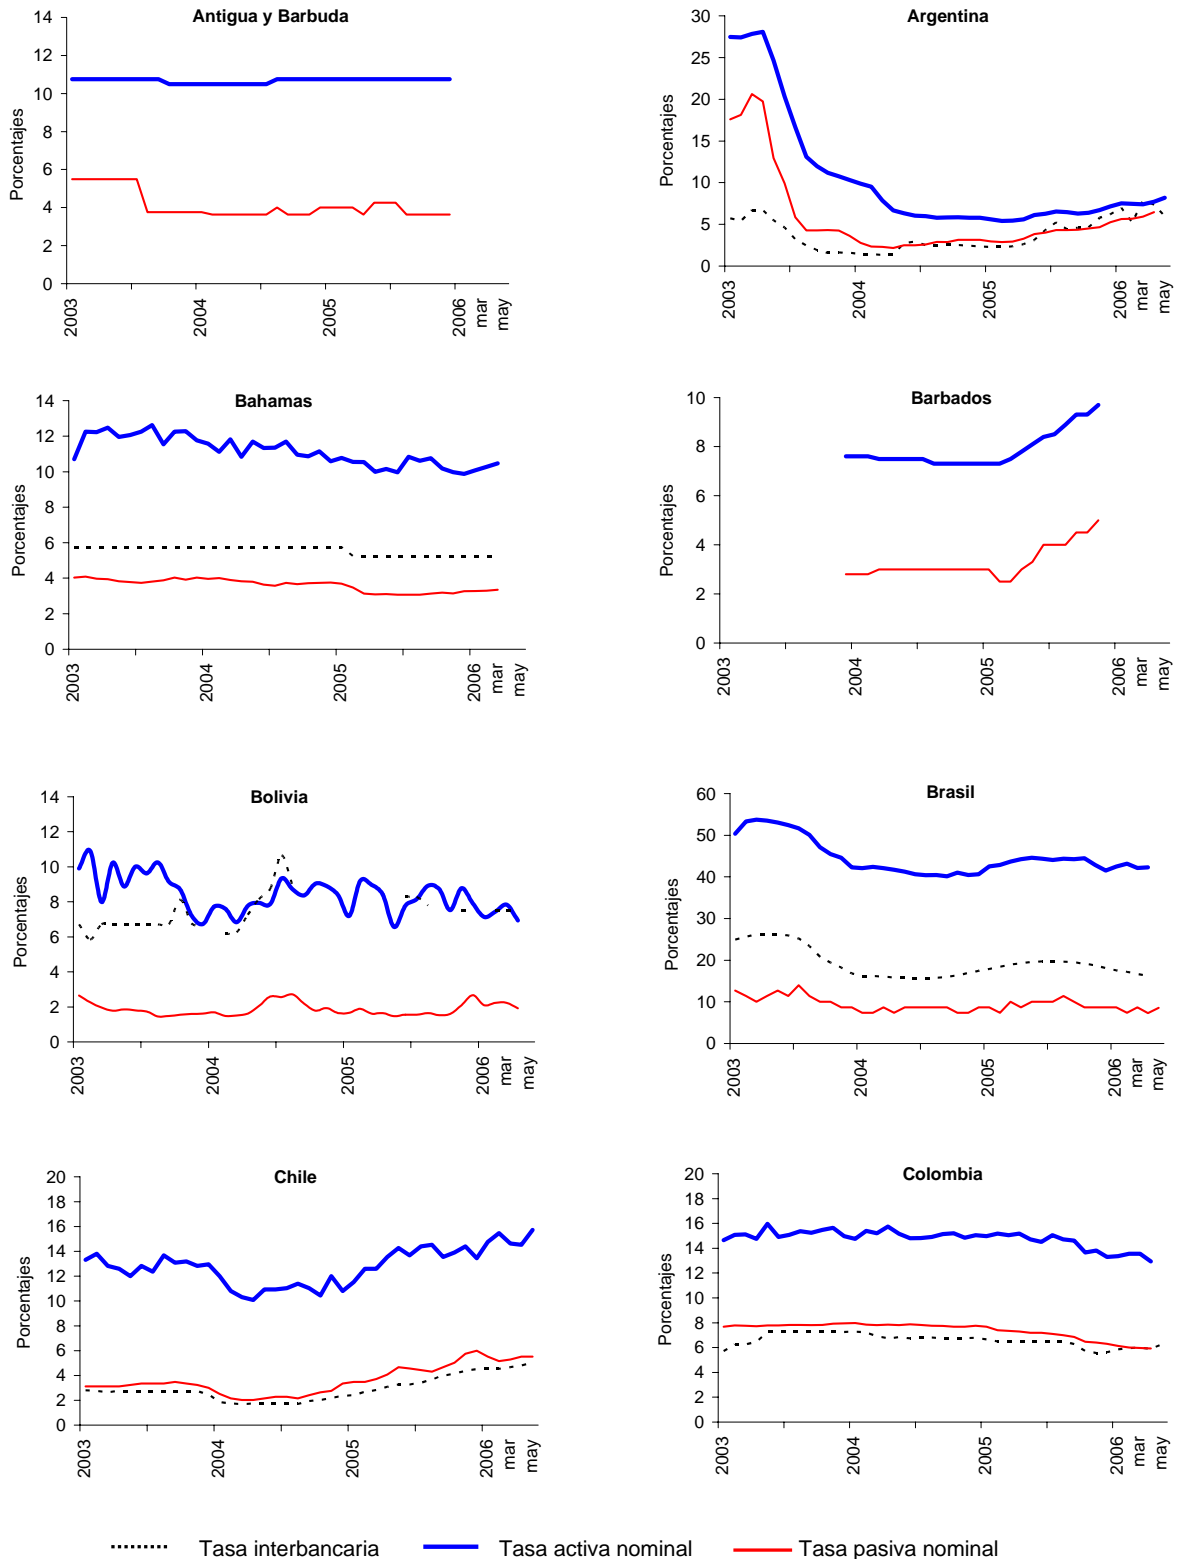 Antigua y Barbuda
Porcentajes
14
12
10
8
6
4
2
0
2003
2004
2005
2006
mar
may
Argentina
Porcentajes
30
25
20
15
10
5
0
2003
2004
2005
2006
mar
may
Bahamas
Porcentajes
14
12
10
8
6
4
2
0
2003
2004
2005
2006
mar
may
Barbados
Porcentajes
10
8
6
4
2
0
2003
2004
2005
2006
mar
may
Bolivia
Porcentajes
14
12
10
8
6
4
2
0
2003
2004
2005
2006
mar
may
Brasil
Porcentajes
60
50
40
30
20
10
0
2003
2004
2005
2006
mar
may
Chile
Porcentajes
20
18
16
14
12
10
8
6
4
2
0
2003
2004
2005
2006
mar
may
Colombia
Porcentajes
20
18
16
14
12
10
8
6
4
2
0
2003
2004
2005
2006
mar
may
Tasa interbancaria
Tasa activa nominal
Tasa pasiva nominal